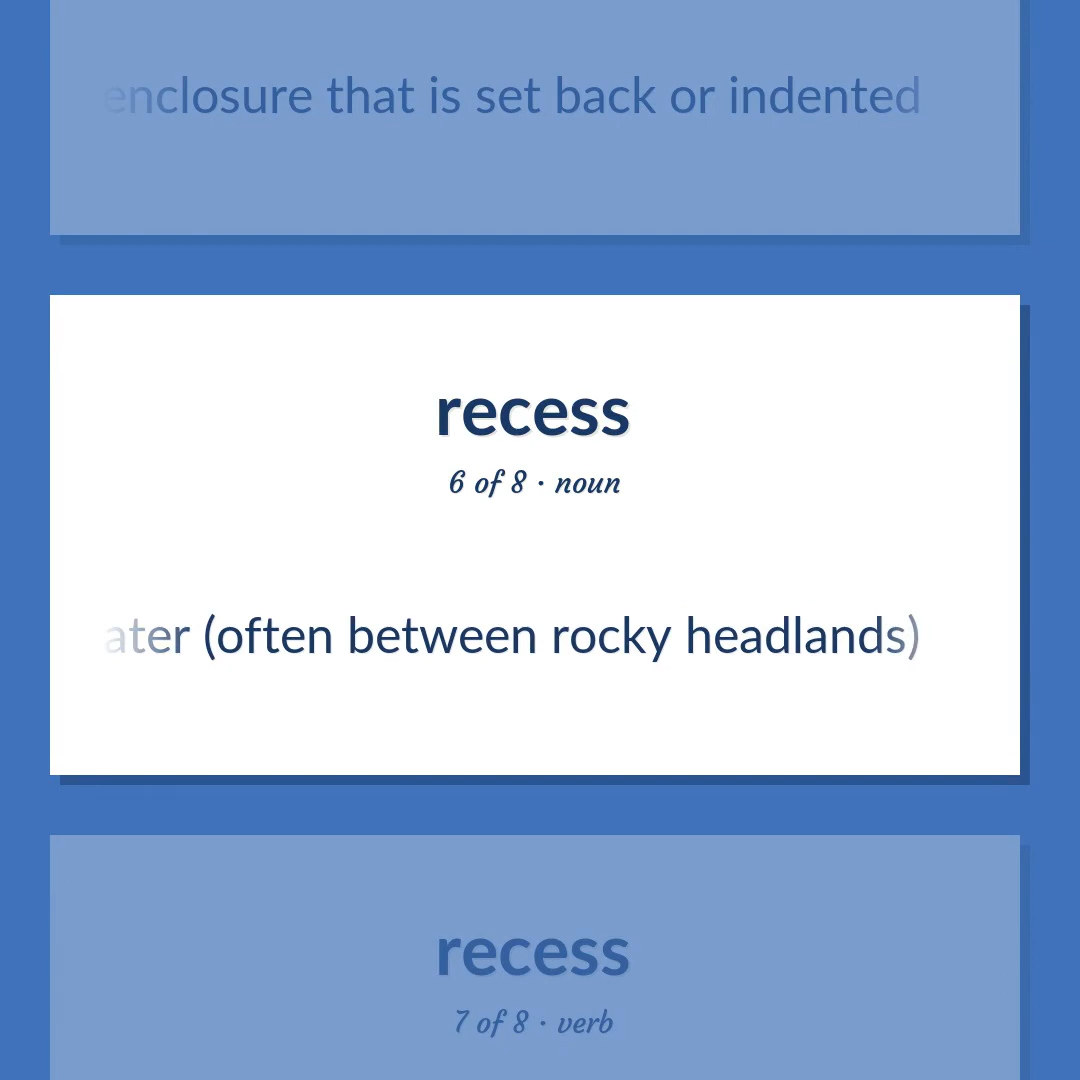 enclosure that is set back or indented
recess
6 of 8 · noun
ater (often between rocky headlands)
recess
7 of 8 · verb